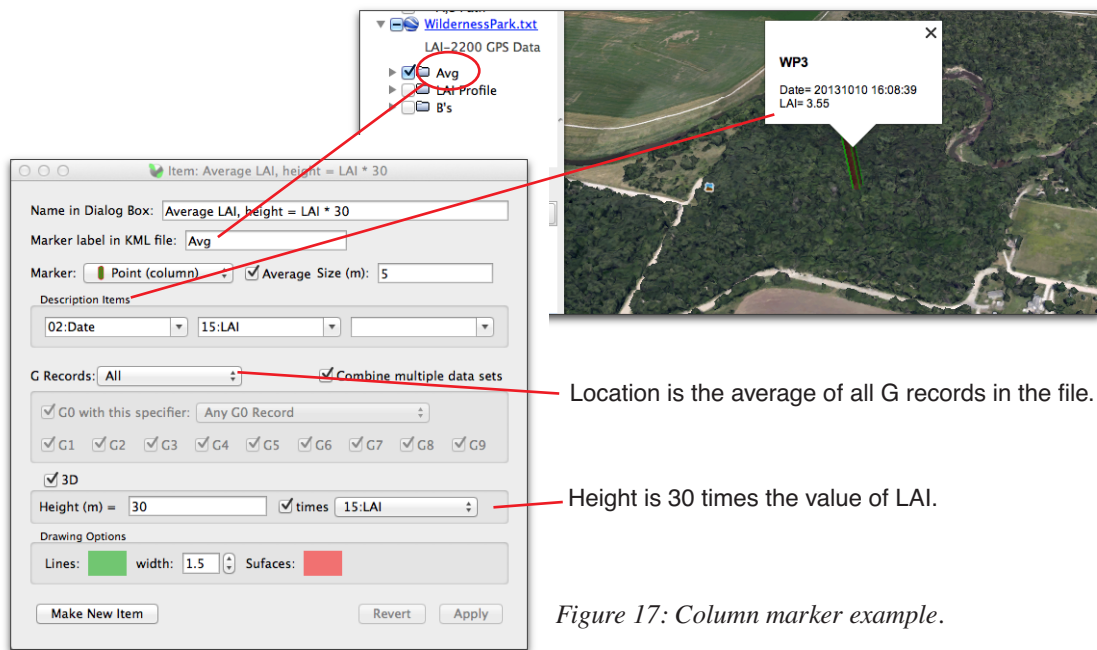 WildernessPark.txt
LAI-2200 GPS Data
Avg
LAI Profile
B's
WP3
Date= 20131010 16:08:39
LAI= 3.55
Item: Average LAI, height = LAI * 30
Name in Dialog Box: Average LAI, height = LAI * 30
Marker label in KML file: Avg
Marker: Point (column) Average Size (m): 5
Description Items
02:Date 15:LAI
G Records: All Combine multiple data sets
Location is the average of all G records in the file.
G0 with this specifier: Any G0 Record
G1 G2 G3 G4 G5 G6 G7 G8 G9
3D
Height (m) = 30 times 15:LAI
Height is 30 times the value of LAI.
Drawing Options
Lines: width: 1.5 Sufaces:
Make New Item Revert Apply
Figure 17: Column marker example.